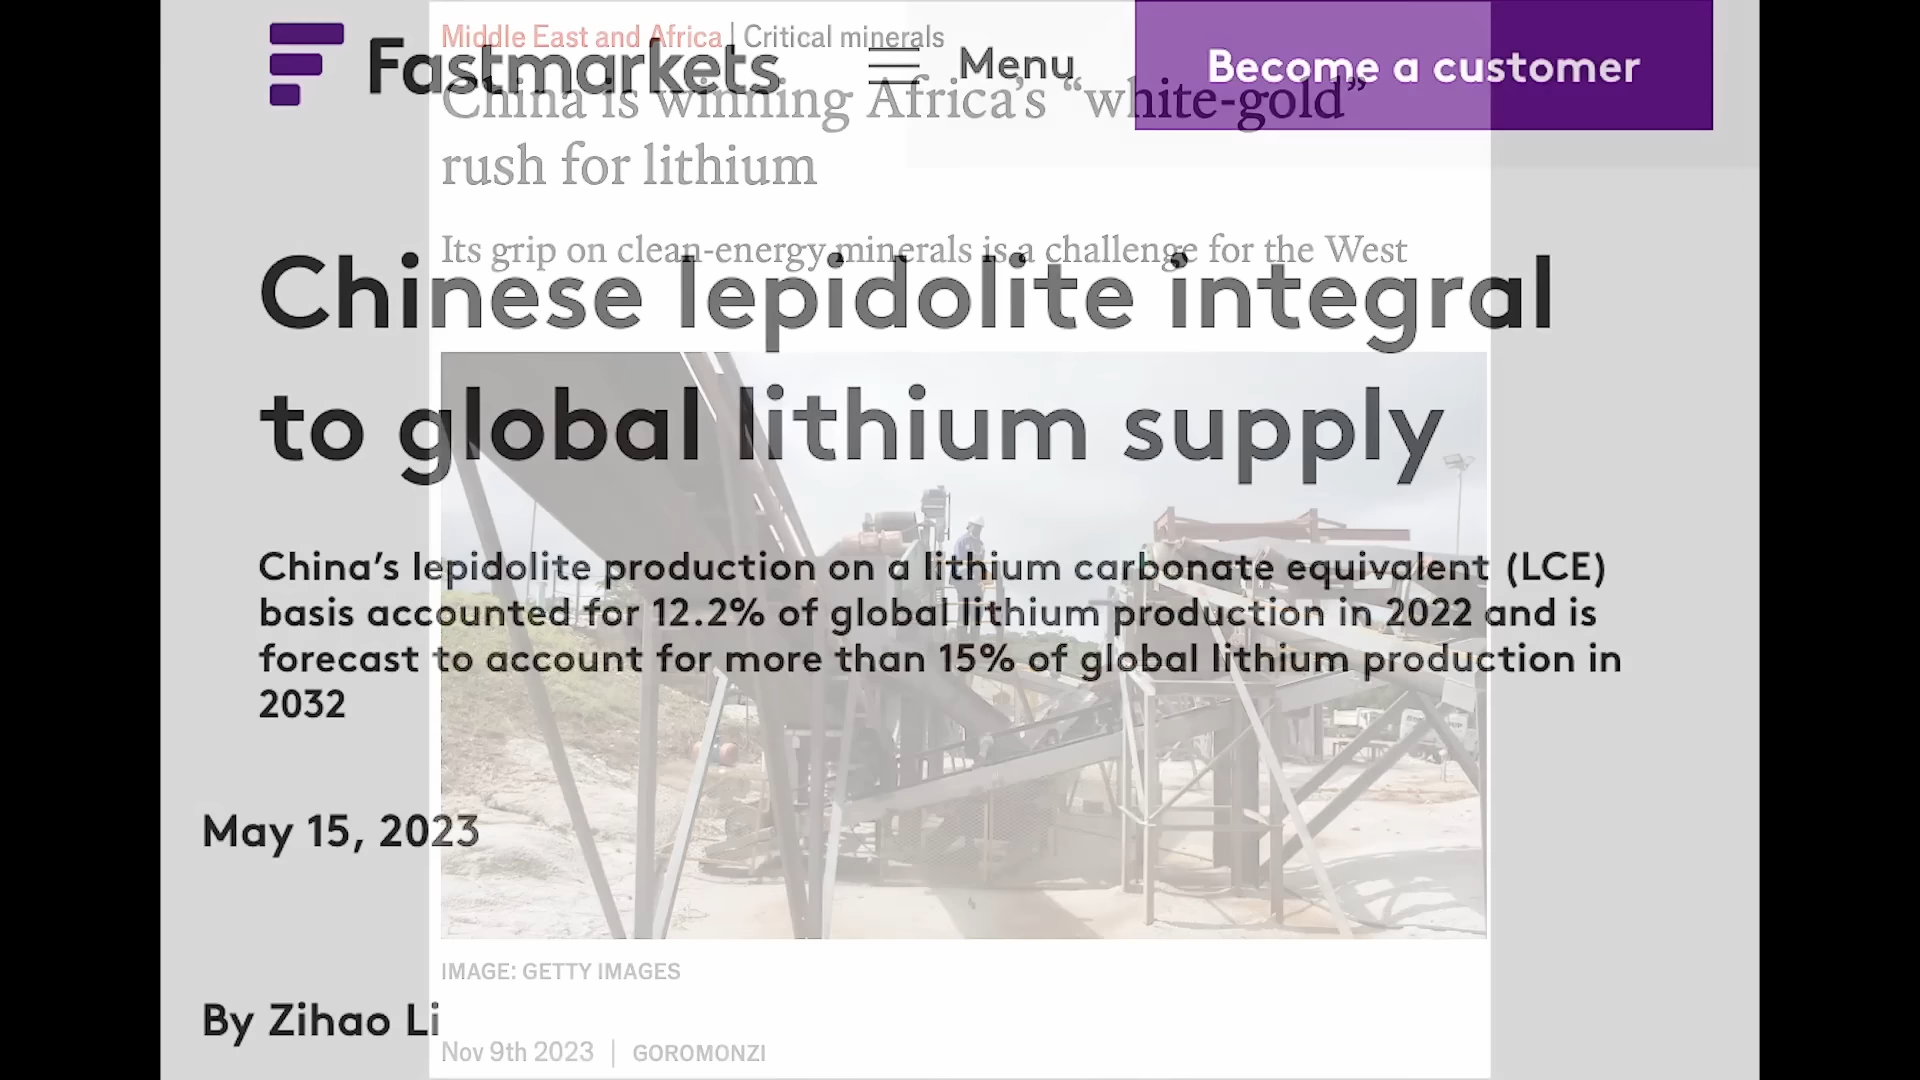 Middle East and Africa | Critical minerals
Fastmarkets
Menu
Become a customer
China is winning Africa's “white-gold”
rush for lithium
Its grip on clean-energy minerals is a challenge for the West
Chinese lepidolite integral
to global lithium supply
China’s lepidolite production on a lithium carbonate equivalent (LCE)
basis accounted for 12.2% of global lithium production in 2022 and is
forecast to account for more than 15% of global lithium production in
2032
May 15, 2023
IMAGE: GETTY IMAGES
By Zihao Li
Nov 9th 2023 | GOROMONZI